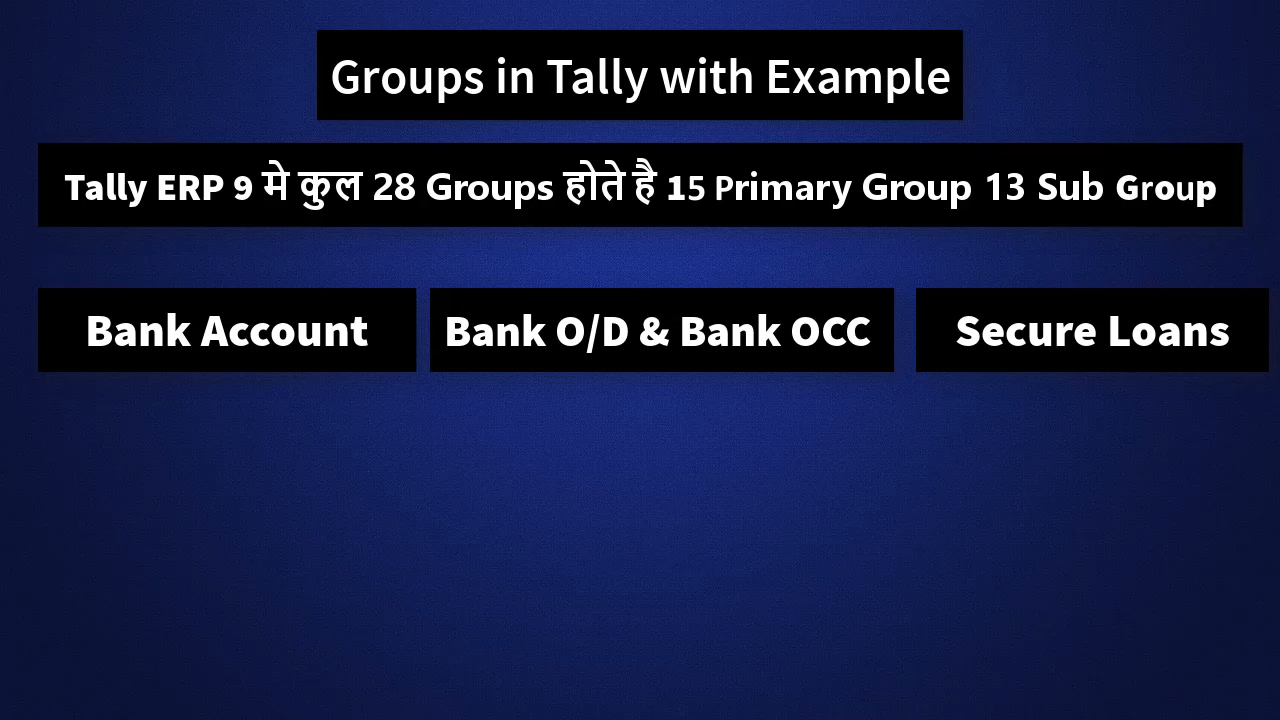 Groups in Tally with Example
Tally ERP 9 मे कुल 28 Groups होते है 15 Primary Group 13 Sub Group
Bank Account
Bank O/D & Bank OCC
Secure Loans